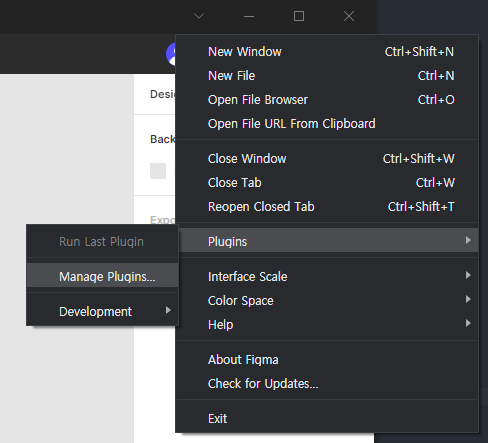 New Window Ctrl+Shift+N
New File Ctrl+N
Open File Browser Ctrl+O
Open File URL From Clipboard
Close Window Ctrl+Shift+W
Close Tab Ctrl+W
Reopen Closed Tab Ctrl+Shift+T
Plugins
Interface Scale
Color Space
Help
About Figma
Check for Updates...
Exit
Run Last Plugin
Manage Plugins...
Development
Desig
Back
Expo